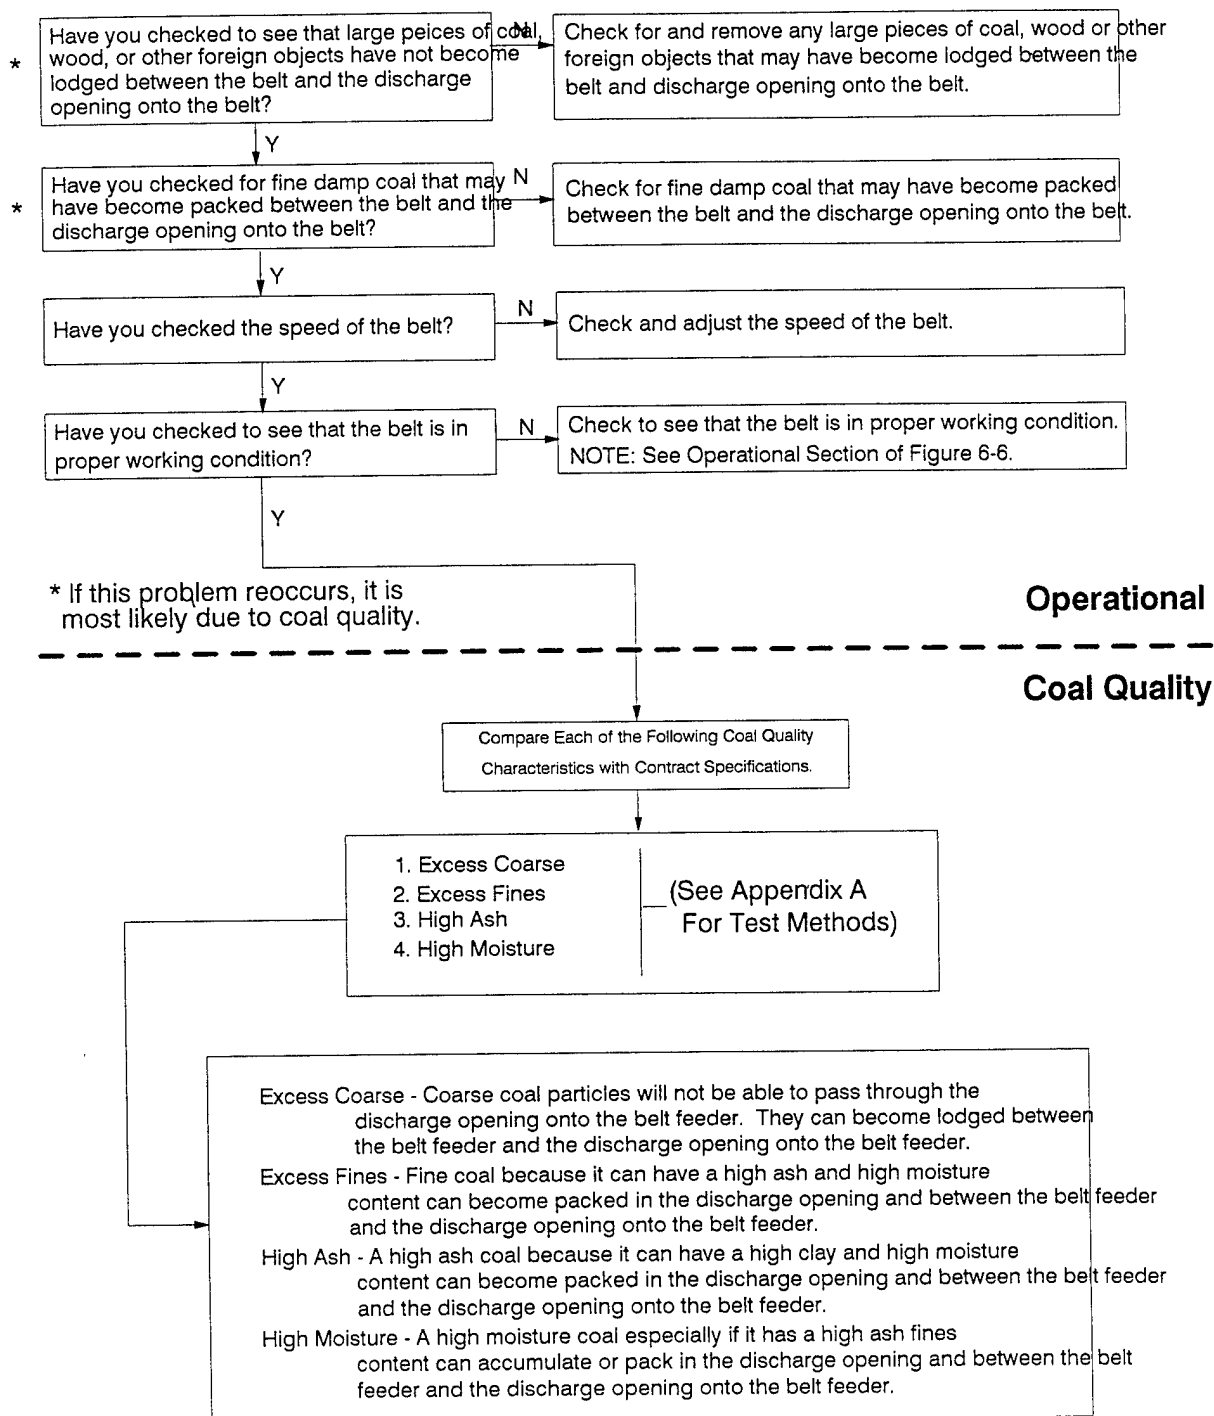 Have you checked to see that large peices of coal,
wood, or other foreign objects have not become
lodged between the belt and the discharge
opening onto the belt?
*
N
Check for and remove any large pieces of coal, wood or other
foreign objects that may have become lodged between the
belt and discharge opening onto the belt.
Y
Have you checked for fine damp coal that may
have become packed between the belt and the
discharge opening onto the belt?
*
N
Check for fine damp coal that may have become packed
between the belt and the discharge opening onto the belt.
Y
Have you checked the speed of the belt?
N
Check and adjust the speed of the belt.
Y
Have you checked to see that the belt is in
proper working condition?
N
Check to see that the belt is in proper working condition.
NOTE: See Operational Section of Figure 6-6.
Y
* If this problem reoccurs, it is
most likely due to coal quality.
Operational
Coal Quality
Compare Each of the Following Coal Quality
Characteristics with Contract Specifications.
1. Excess Coarse
2. Excess Fines
3. High Ash
4. High Moisture
(See Appendix A
For Test Methods)
Excess Coarse - Coarse coal particles will not be able to pass through the
discharge opening onto the belt feeder. They can become lodged between
the belt feeder and the discharge opening onto the belt feeder.
Excess Fines - Fine coal because it can have a high ash and high moisture
content can become packed in the discharge opening and between the belt feeder
and the discharge opening onto the belt feeder.
High Ash - A high ash coal because it can have a high clay and high moisture
content can become packed in the discharge opening and between the belt feeder
and the discharge opening onto the belt feeder.
High Moisture - A high moisture coal especially if it has a high ash fines
content can accumulate or pack in the discharge opening and between the belt
feeder and the discharge opening onto the belt feeder.